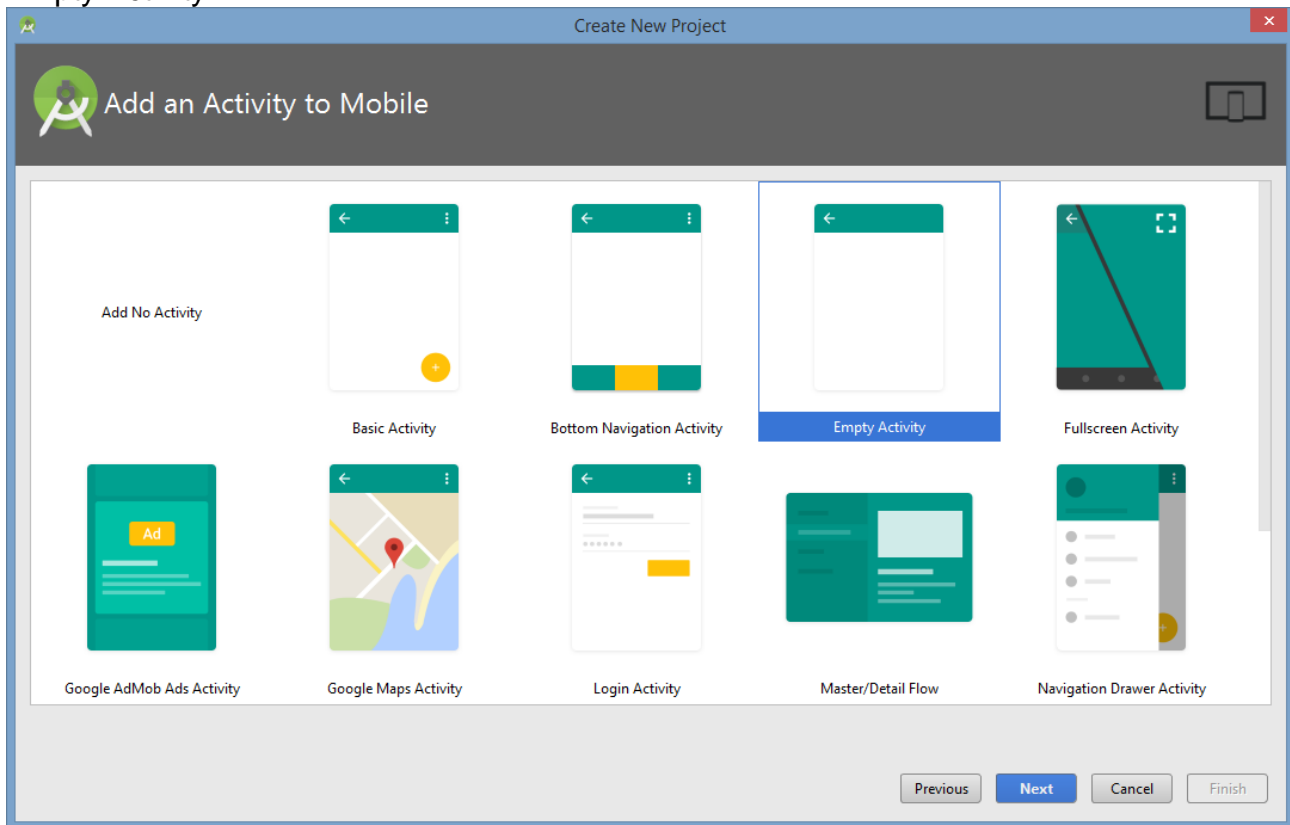 Create New Project
Add an Activity to Mobile
Add No Activity
Basic Activity
Bottom Navigation Activity
Empty Activity
Fullscreen Activity
Ad
Google AdMob Ads Activity
Google Maps Activity
Login Activity
Master/Detail Flow
Navigation Drawer Activity
Previous
Next
Cancel
Finish